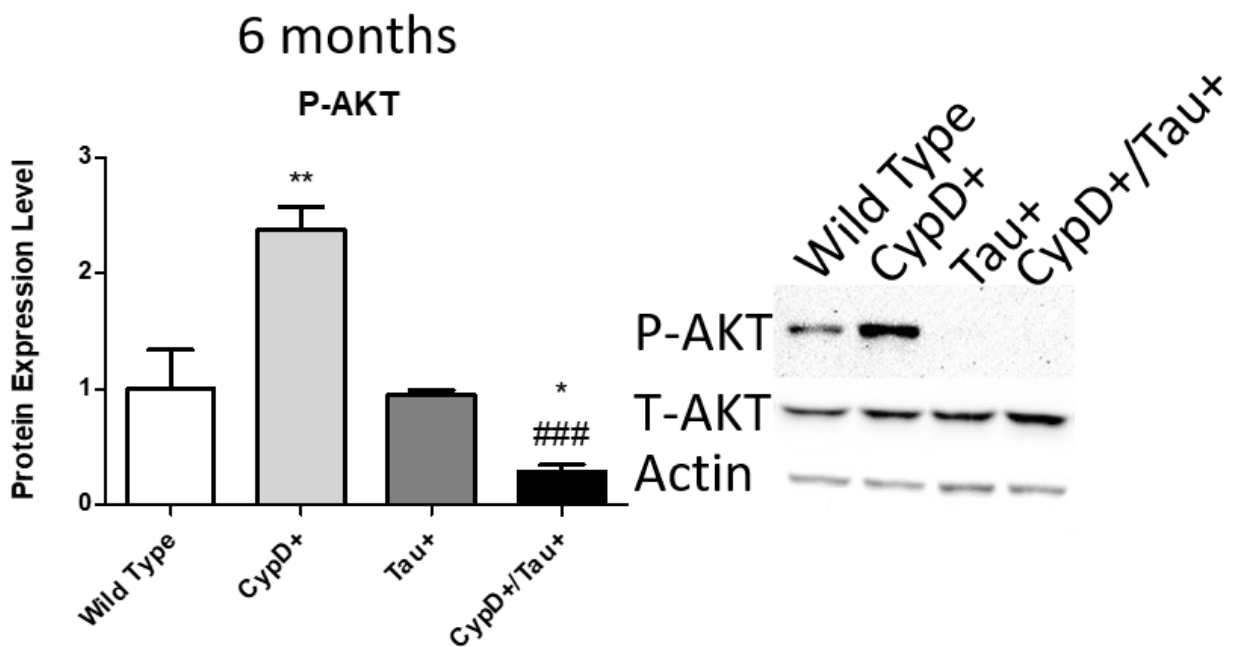 6 months
P-AKT
Protein Expression Level
3
2
1
0
**
*
###
Wild Type
CypD+
Tau+
CypD+/Tau+
Wild Type
CypD+
Tau+
CypD+/Tau+
P-AKT
T-AKT
Actin